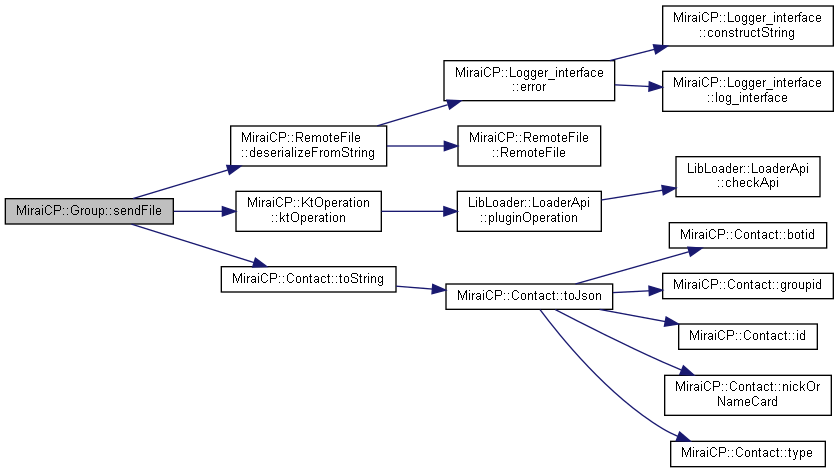 MiraiCP::Group::sendFile
MiraiCP::RemoteFile
::deserializeFromString
MiraiCP::Logger_interface
::error
MiraiCP::Logger_interface
::constructString
MiraiCP::Logger_interface
::log_interface
MiraiCP::RemoteFile
::RemoteFile
MiraiCP::KtOperation
::ktOperation
LibLoader::LoaderApi
::pluginOperation
LibLoader::LoaderApi
::checkApi
MiraiCP::Contact::toString
MiraiCP::Contact::toJson
MiraiCP::Contact::botid
MiraiCP::Contact::groupid
MiraiCP::Contact::id
MiraiCP::Contact::nickOr
NameCard
MiraiCP::Contact::type